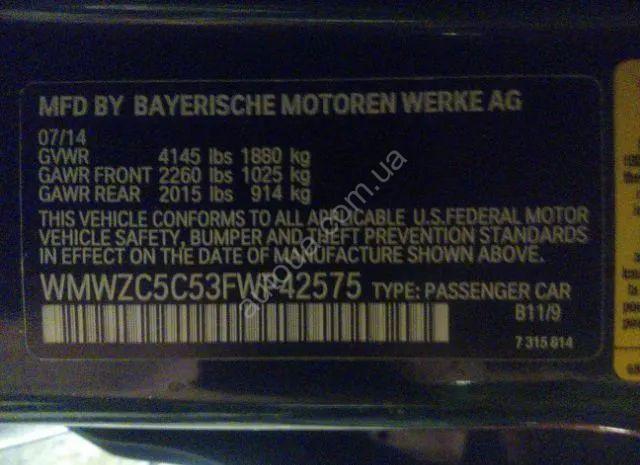 MFD BY BAYERISCHE MOTOREN WERKE AG
07/14
GVWR 4145 lbs 1880 kg
GAWR FRONT 2260 lbs 1025 kg
GAWR REAR 2015 lbs 914 kg
THIS VEHICLE CONFORMS TO ALL APPLICABLE U.S.FEDERAL MOTOR
VEHICLE SAFETY, BUMPER AND THEFT PREVENTION STANDARDS
IN EFFECT ON THE DATE OF MANUFACTURE SHOWN ABOVE.
WMWZC5C53FWP42575 TYPE: PASSENGER CAR
B11/9
7 315 614
autoua.com.ua